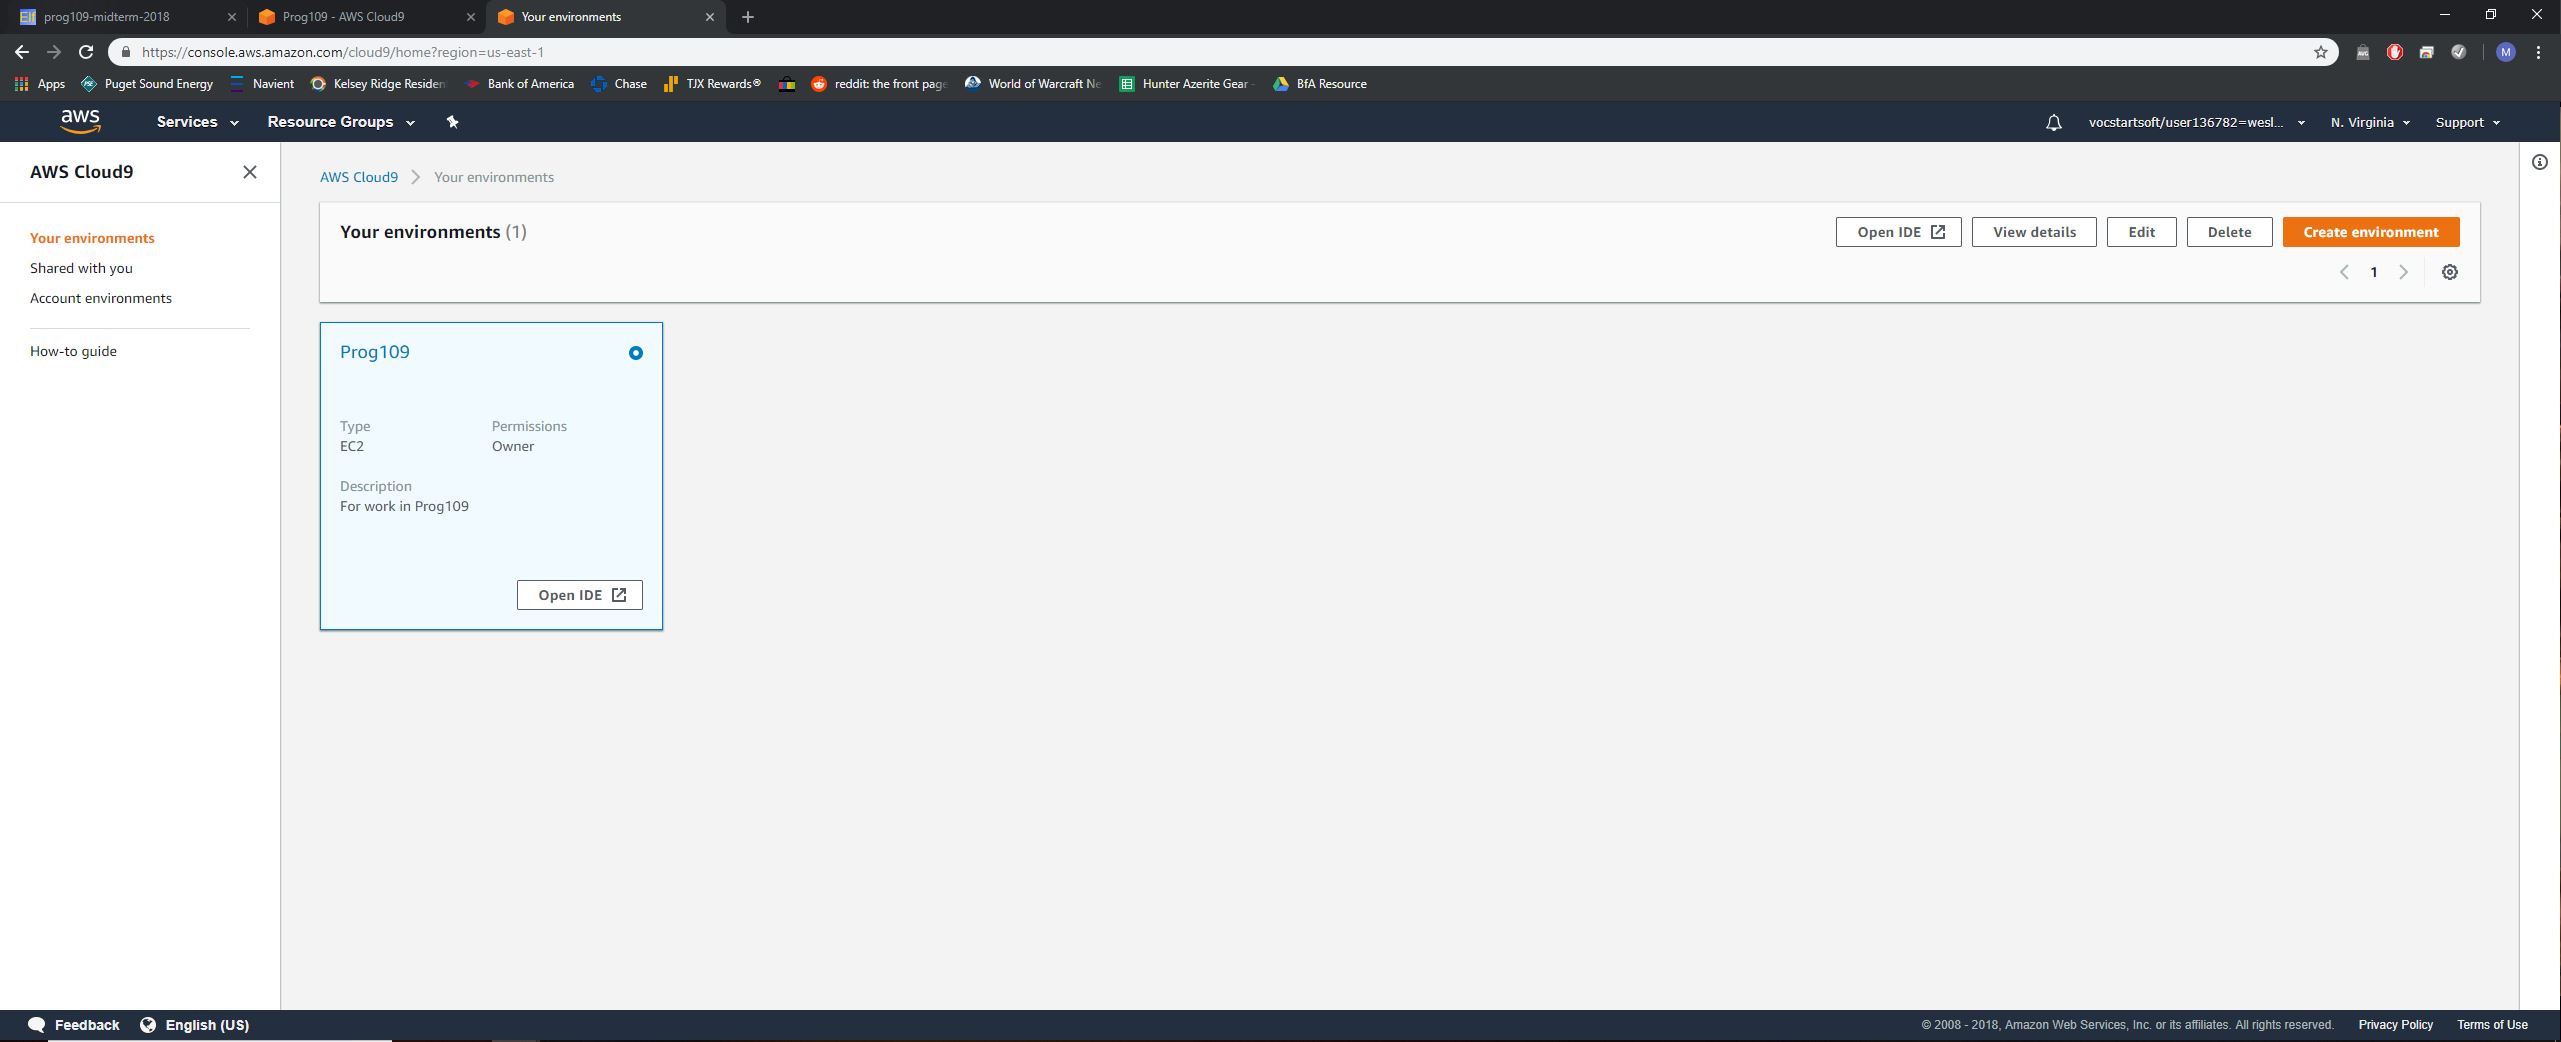 prog109-midterm-2018
Prog109 - AWS Cloud9
Your environments
https://console.aws.amazon.com/cloud9/home?region=us-east-1
M
Apps
Puget Sound Energy
Navient
Kelsey Ridge Residen
Bank of America
Chase
TJX Rewards®
reddit: the front page
World of Warcraft Ne
Hunter Azerite Gear -
BfA Resource
aws
Services
Resource Groups
vocstartsoft/user136782=wesl...
N. Virginia
Support
AWS Cloud9
Your environments
Shared with you
Account environments
How-to guide
AWS Cloud9 > Your environments
Your environments (1)
Open IDE
View details
Edit
Delete
Create environment
1
Prog109
Type
EC2
Permissions
Owner
Description
For work in Prog109
Open IDE
Feedback
English (US)
© 2008 - 2018, Amazon Web Services, Inc. or its affiliates. All rights reserved.
Privacy Policy
Terms of Use